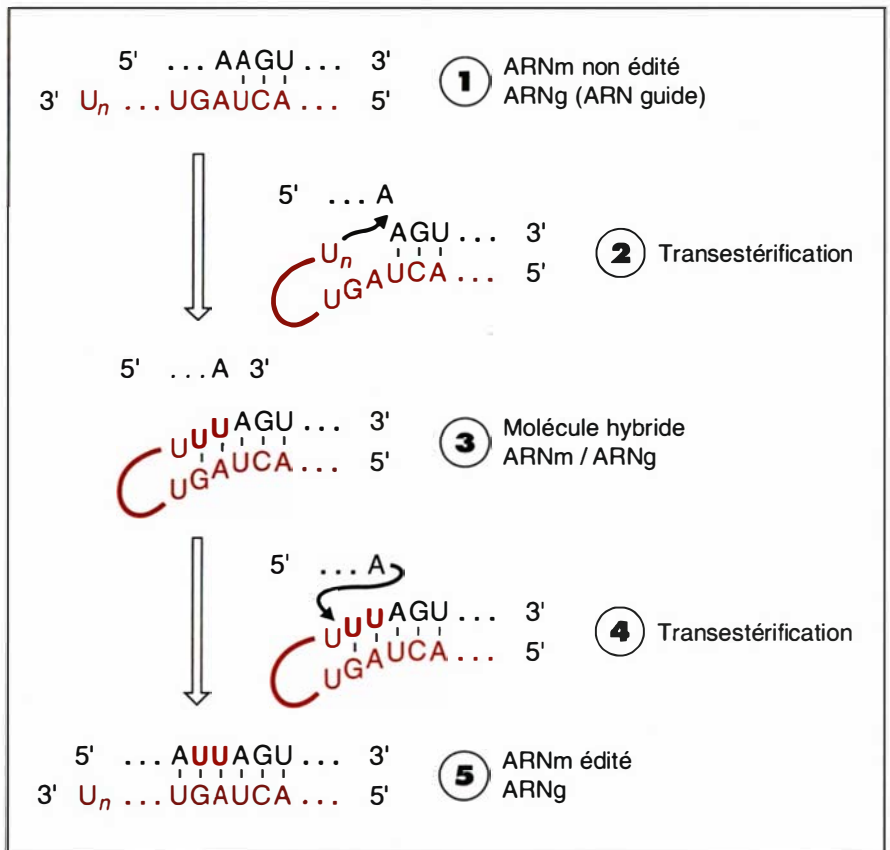 5' ... AAGU ... 3'
3' Un ... UGAUCA ... 5'
1 ARNm non édité
ARNg (ARN guide)
5' ... A
AGU ... 3'
Un
UGAUCA ... 5'
2 Transestérification
5' ...A 3'
UUUAGU ... 3'
UGAUCA ... 5'
3 Molécule hybride
ARNm / ARNg
5' ... A
UUUAGU ... 3'
UGAUCA ... 5'
4 Transestérification
5' ... AUUAGU ... 3'
3' Un ... UGAUCA ... 5'
5 ARNm édité
ARNg